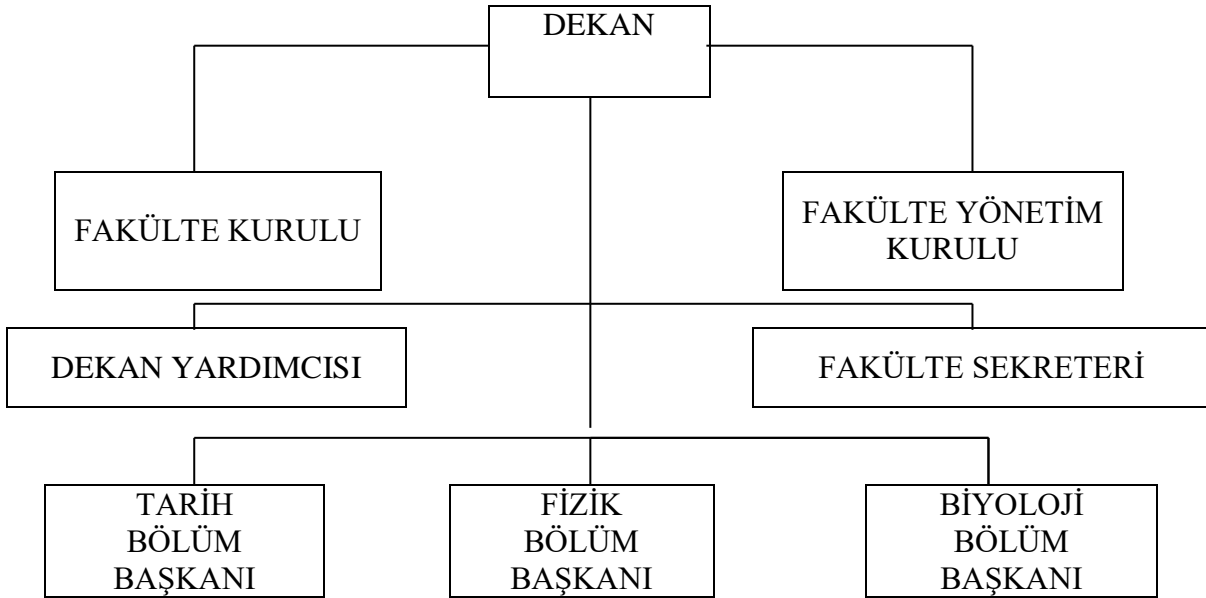 DEKAN
FAKÜLTE KURULU
FAKÜLTE YÖNETİM
KURULU
DEKAN YARDIMCISI
FAKÜLTE SEKRETERİ
TARİH
BÖLÜM
BAŞKANI
FİZİK
BÖLÜM
BAŞKANI
BİYOLOJİ
BÖLÜM
BAŞKANI